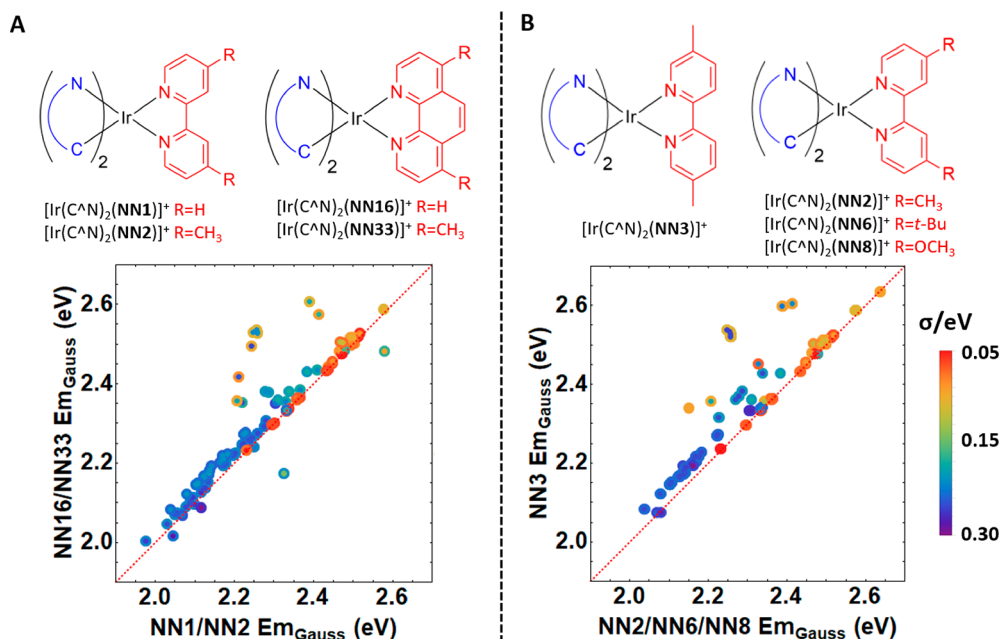 A
B
R
R
N
N
C
Ir
2
N
N
R
R
N
N
C
Ir
2
N
N
N
N
C
Ir
2
R
R
N
N
C
Ir
2
[Ir(C^N)₂(NN1)]⁺ R=H
[Ir(C^N)₂(NN2)]⁺ R=CH₃
[Ir(C^N)₂(NN16)]⁺ R=H
[Ir(C^N)₂(NN33)]⁺ R=CH₃
[Ir(C^N)₂(NN3)]⁺
[Ir(C^N)₂(NN2)]⁺ R=CH₃
[Ir(C^N)₂(NN6)]⁺ R=t-Bu
[Ir(C^N)₂(NN8)]⁺ R=OCH₃
NN16/NN33 Em_Gauss (eV)
2.6
2.4
2.2
2.0
2.0 2.2 2.4 2.6
NN1/NN2 Em_Gauss (eV)
NN3 Em_Gauss (eV)
2.6
2.4
2.2
2.0
2.0 2.2 2.4 2.6
NN2/NN6/NN8 Em_Gauss (eV)
σ/eV
0.05
0.15
0.30